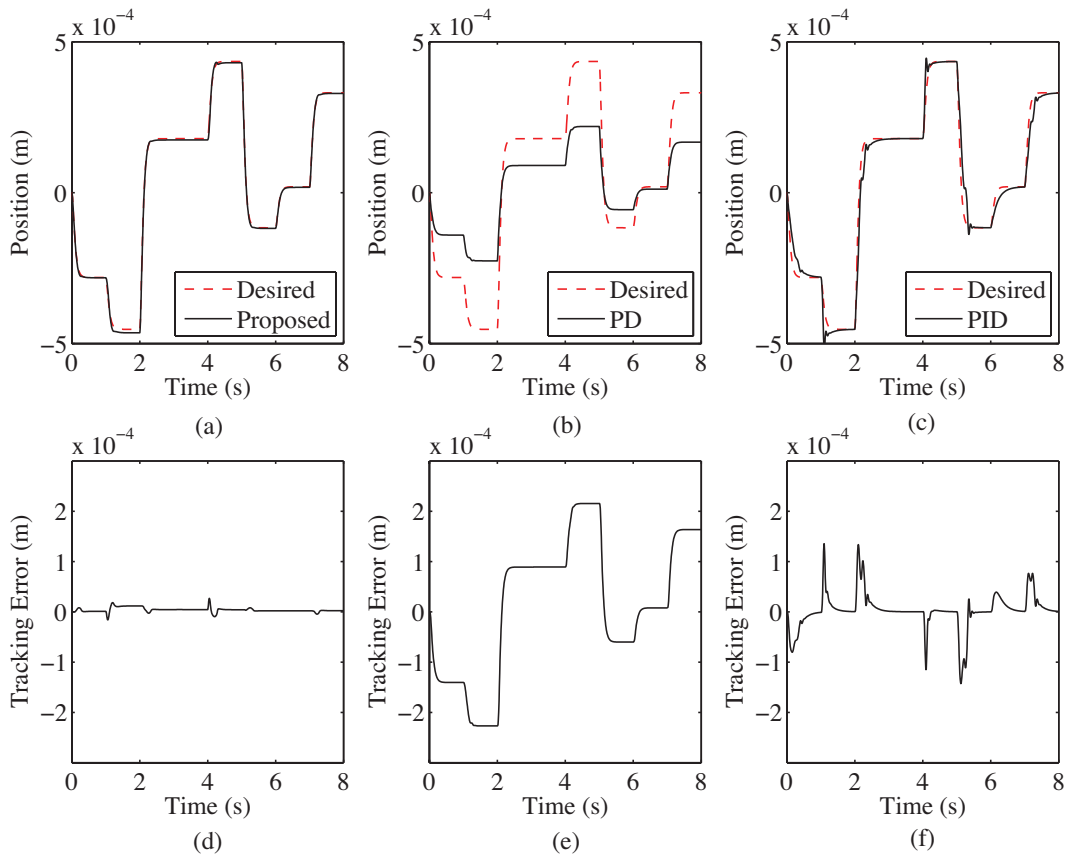 x 10⁻⁴
5
0
−5
Position (m)
Desired
Proposed
0 2 4 6 8
Time (s)
(a)
x 10⁻⁴
5
0
−5
Position (m)
Desired
PD
0 2 4 6 8
Time (s)
(b)
x 10⁻⁴
5
0
−5
Position (m)
Desired
PID
0 2 4 6 8
Time (s)
(c)
x 10⁻⁴
2
1
0
−1
−2
Tracking Error (m)
0 2 4 6 8
Time (s)
(d)
x 10⁻⁴
2
1
0
−1
−2
Tracking Error (m)
0 2 4 6 8
Time (s)
(e)
x 10⁻⁴
2
1
0
−1
−2
Tracking Error (m)
0 2 4 6 8
Time (s)
(f)